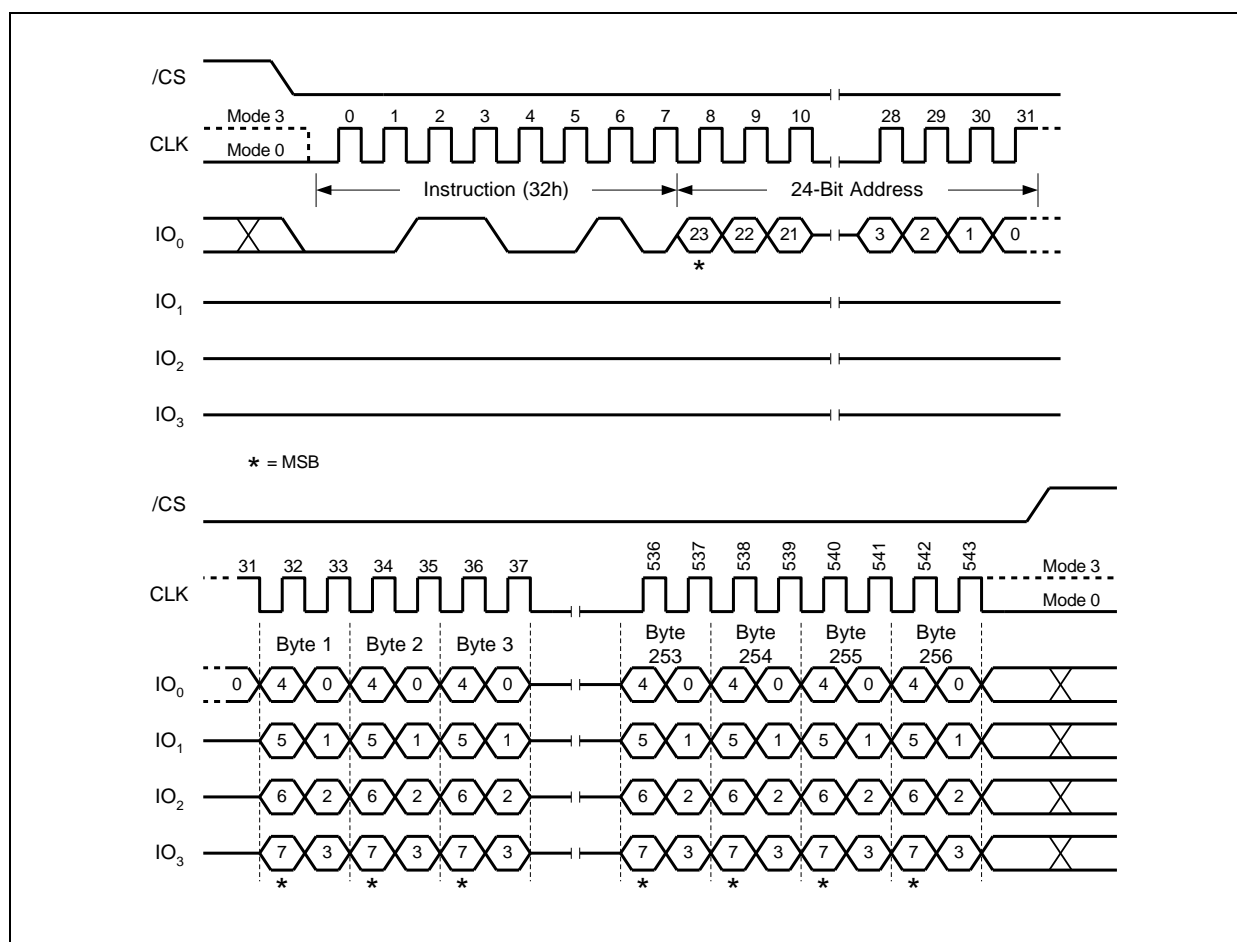 /CS
Mode 3 0 1 2 3 4 5 6 7 8 9 10 28 29 30 31
CLK
Mode 0
Instruction (32h) 24-Bit Address
IO0 23 22 21 3 2 1 0
*
IO1
IO2
IO3
* = MSB
/CS
31 32 33 34 35 36 37 536 537 538 539 540 541 542 543 Mode 3
CLK
Mode 0
Byte 1 Byte 2 Byte 3 Byte 253 Byte 254 Byte 255 Byte 256
IO0 0 4 0 4 0 4 0 4 0 4 0 4 0 4 0
IO1 5 1 5 1 5 1 5 1 5 1 5 1 5 1
IO2 6 2 6 2 6 2 6 2 6 2 6 2 6 2
IO3 7 3 7 3 7 3 7 3 7 3 7 3 7 3
* * * * * * *